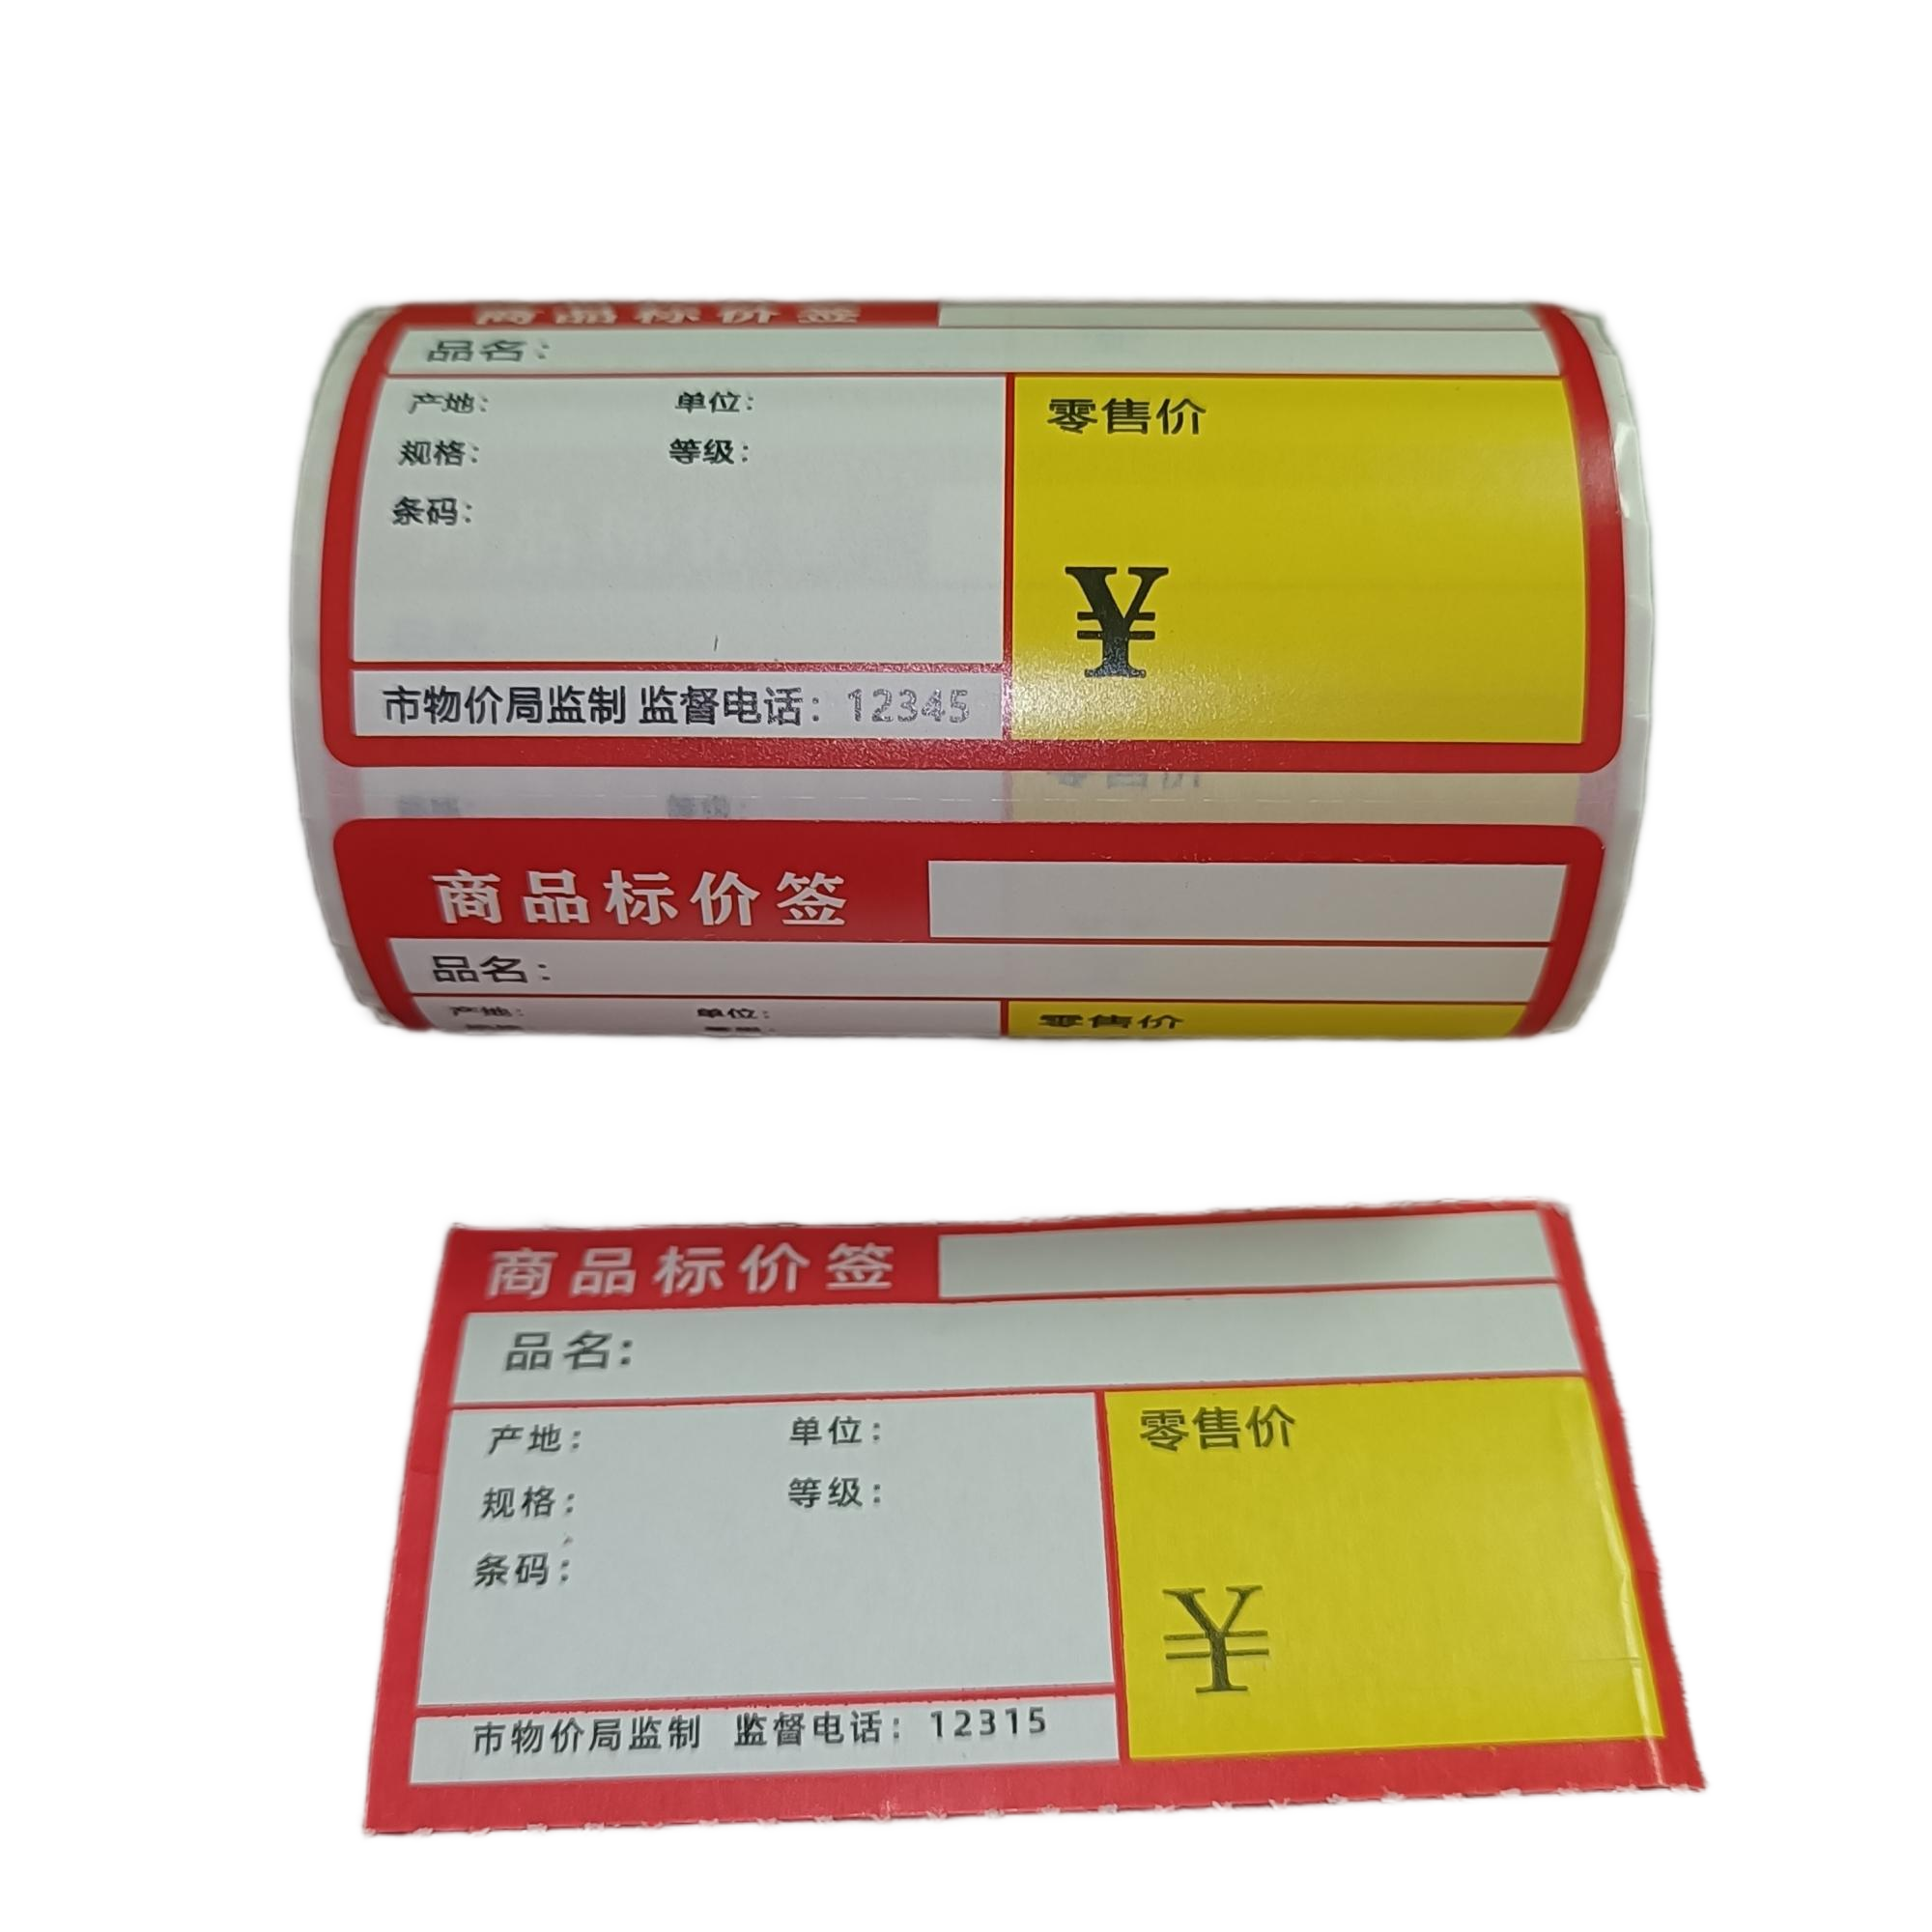 商品标价签
品名：
产地： 单位：
规格： 等级：
条码：
零售价
¥
市物价局监制 监督电话：12345
零售价
商品标价签
品名：
产地： 单位：
零售价
商品标价签
品名：
产地： 单位：
规格： 等级：
条码：
零售价
¥
市物价局监制 监督电话：12315